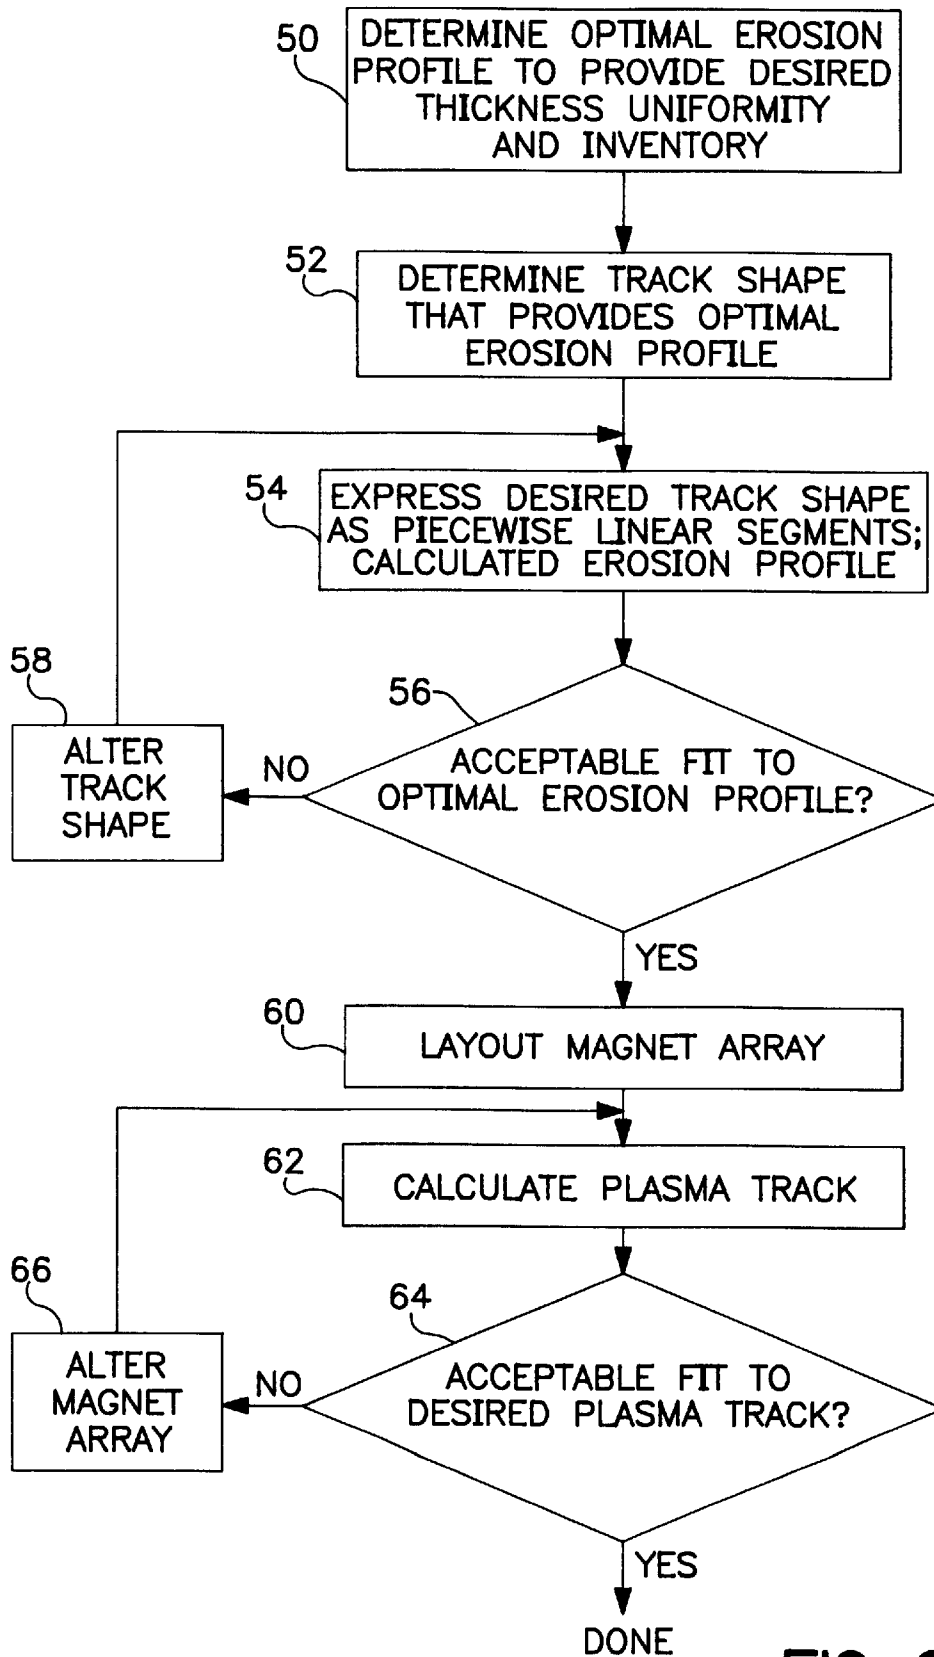 50
DETERMINE OPTIMAL EROSION
PROFILE TO PROVIDE DESIRED
THICKNESS UNIFORMITY
AND INVENTORY
52
DETERMINE TRACK SHAPE
THAT PROVIDES OPTIMAL
EROSION PROFILE
54
EXPRESS DESIRED TRACK SHAPE
AS PIECEWISE LINEAR SEGMENTS;
CALCULATED EROSION PROFILE
56
ACCEPTABLE FIT TO
OPTIMAL EROSION PROFILE?
NO
58
ALTER
TRACK
SHAPE
YES
60
LAYOUT MAGNET ARRAY
62
CALCULATE PLASMA TRACK
64
ACCEPTABLE FIT TO
DESIRED PLASMA TRACK?
NO
66
ALTER
MAGNET
ARRAY
YES
DONE